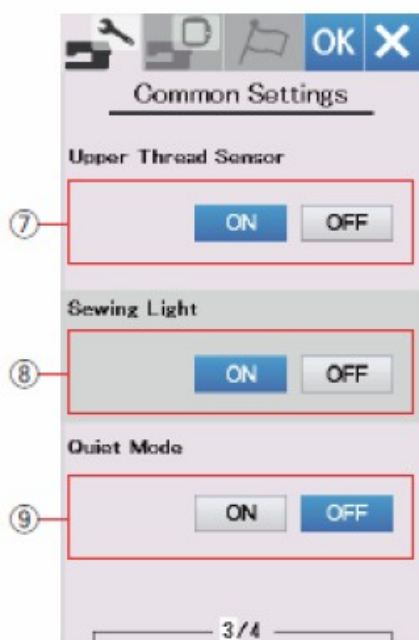 OK X
Common Settings
Upper Thread Sensor
⑦ ON OFF
Sewing Light
⑧ ON OFF
Quiet Mode
⑨ ON OFF
3/4